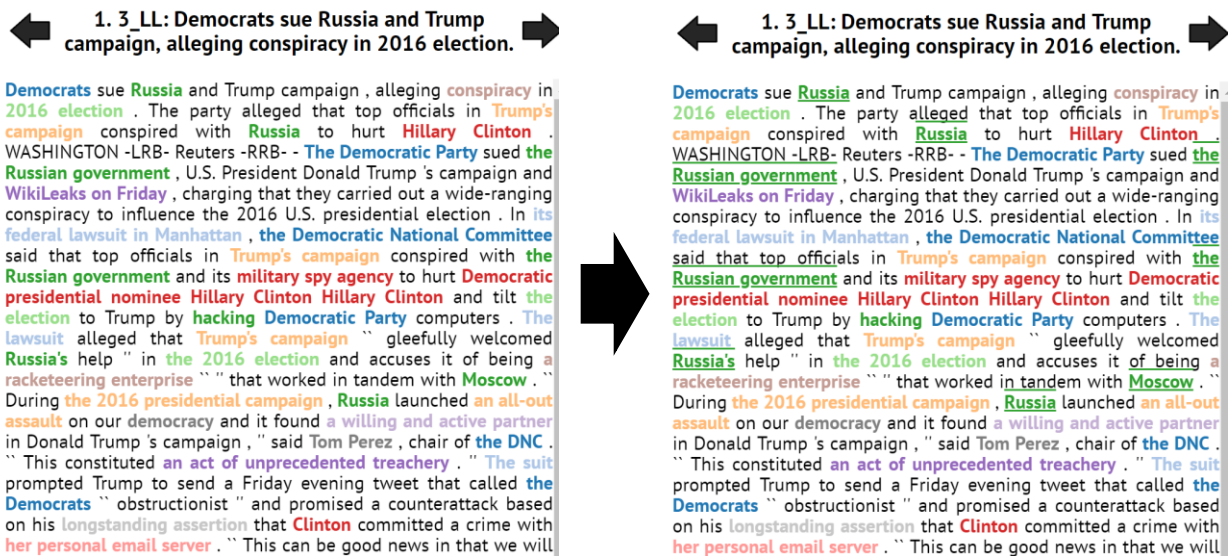 1. 3_LL: Democrats sue Russia and Trump
campaign, alleging conspiracy in 2016 election.
Democrats sue Russia and Trump campaign , alleging conspiracy in
2016 election . The party alleged that top officials in Trump's
campaign conspired with Russia to hurt Hillary Clinton .
WASHINGTON -LRB- Reuters -RRB- - The Democratic Party sued the
Russian government , U.S. President Donald Trump 's campaign and
WikiLeaks on Friday , charging that they carried out a wide-ranging
conspiracy to influence the 2016 U.S. presidential election . In its
federal lawsuit in Manhattan , the Democratic National Committee
said that top officials in Trump's campaign conspired with the
Russian government and its military spy agency to hurt Democratic
presidential nominee Hillary Clinton Hillary Clinton and tilt the
election to Trump by hacking Democratic Party computers . The
lawsuit alleged that Trump's campaign `` gleefully welcomed
Russia's help '' in the 2016 election and accuses it of being a
racketeering enterprise `` '' that worked in tandem with Moscow . ``
During the 2016 presidential campaign , Russia launched an all-out
assault on our democracy and it found a willing and active partner
in Donald Trump 's campaign , '' said Tom Perez , chair of the DNC .
`` This constituted an act of unprecedented treachery . '' The suit
prompted Trump to send a Friday evening tweet that called the
Democrats `` obstructionist '' and promised a counterattack based
on his longstanding assertion that Clinton committed a crime with
her personal email server . `` This can be good news in that we will
1. 3_LL: Democrats sue Russia and Trump
campaign, alleging conspiracy in 2016 election.
Democrats sue Russia and Trump campaign , alleging conspiracy in
2016 election . The party alleged that top officials in Trump's
campaign conspired with Russia to hurt Hillary Clinton .
WASHINGTON -LRB- Reuters -RRB- - The Democratic Party sued the
Russian government , U.S. President Donald Trump 's campaign and
WikiLeaks on Friday , charging that they carried out a wide-ranging
conspiracy to influence the 2016 U.S. presidential election . In its
federal lawsuit in Manhattan , the Democratic National Committee
said that top officials in Trump's campaign conspired with the
Russian government and its military spy agency to hurt Democratic
presidential nominee Hillary Clinton Hillary Clinton and tilt the
election to Trump by hacking Democratic Party computers . The
lawsuit alleged that Trump's campaign `` gleefully welcomed
Russia's help '' in the 2016 election and accuses it of being a
racketeering enterprise `` '' that worked in tandem with Moscow . ``
During the 2016 presidential campaign , Russia launched an all-out
assault on our democracy and it found a willing and active partner
in Donald Trump 's campaign , '' said Tom Perez , chair of the DNC .
`` This constituted an act of unprecedented treachery . '' The suit
prompted Trump to send a Friday evening tweet that called the
Democrats `` obstructionist '' and promised a counterattack based
on his longstanding assertion that Clinton committed a crime with
her personal email server . `` This can be good news in that we will